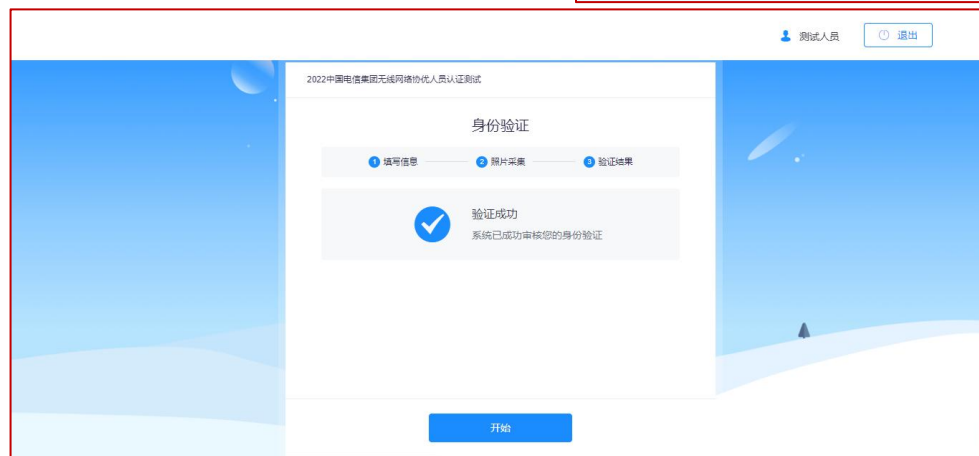 测试人员
退出
2022中国电信集团无线网络协优人员认证测试
身份验证
1 填写信息 2 照片采集 3 验证结果
验证成功
系统已成功审核您的身份验证
开始